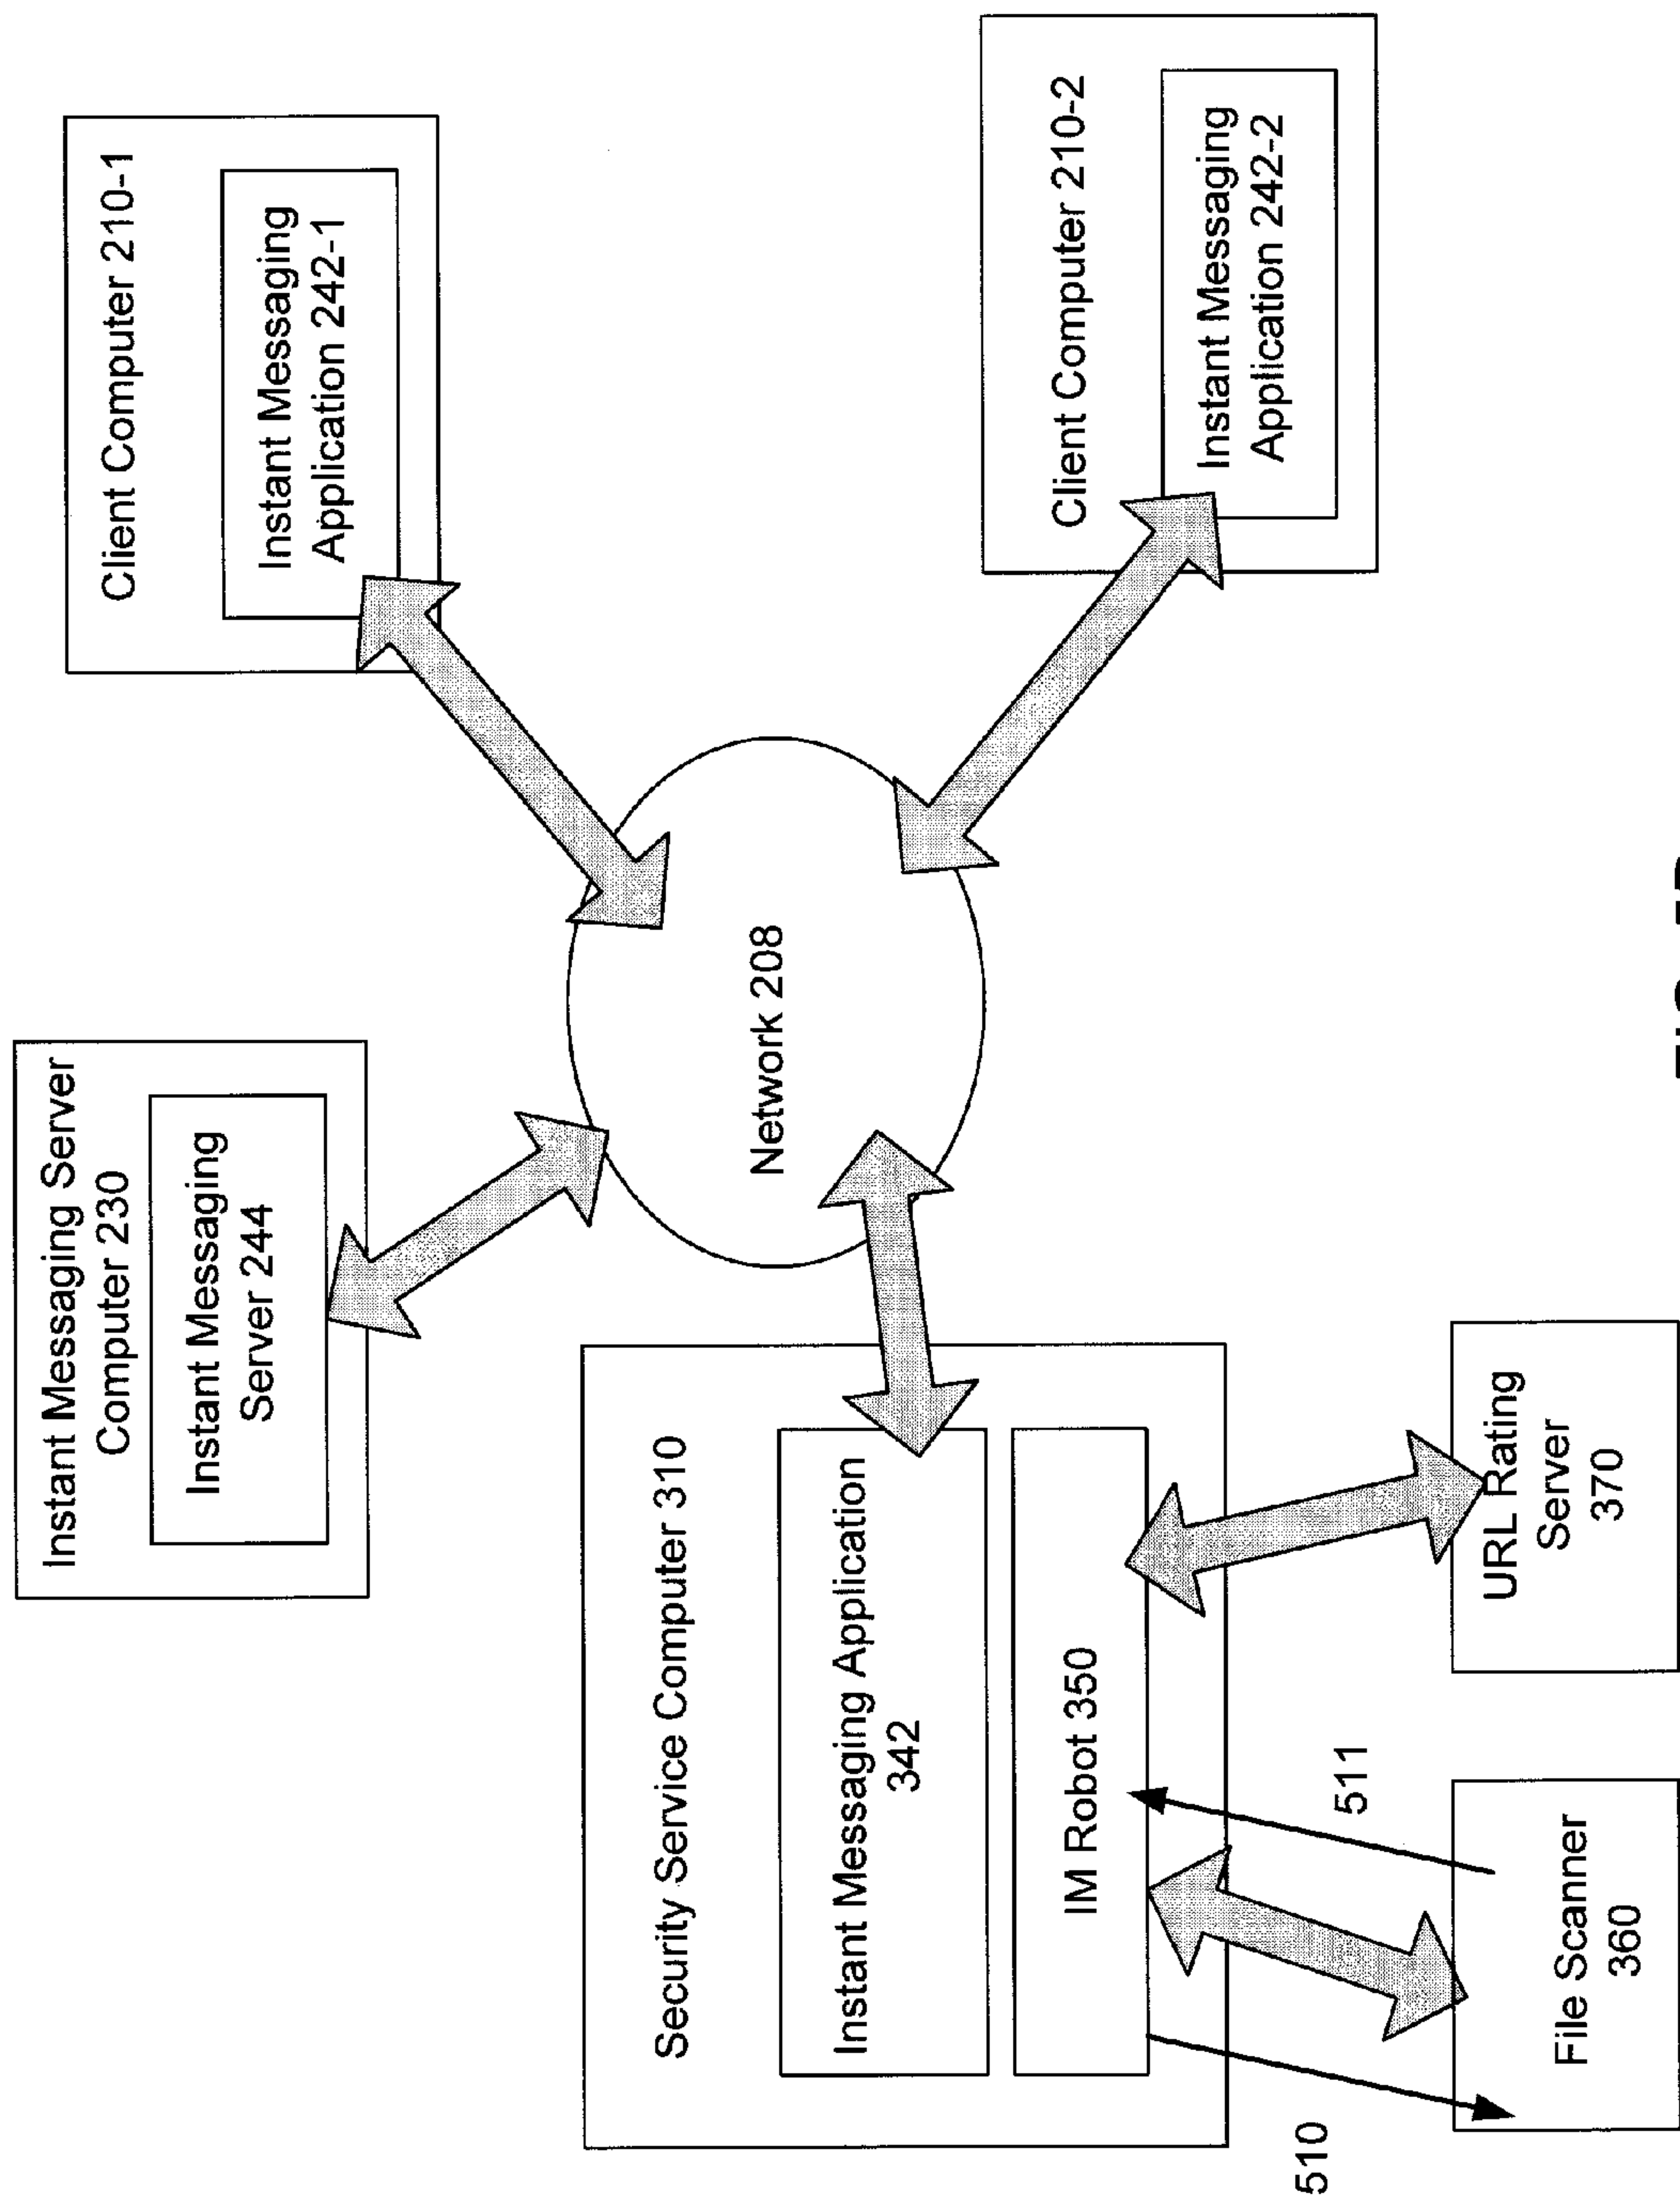 Instant Messaging Server
Computer 230
Instant Messaging
Server 244
Client Computer 210-1
Instant Messaging
Application 242-1
Network 208
Security Service Computer 310
Instant Messaging Application
342
IM Robot 350
Client Computer 210-2
Instant Messaging
Application 242-2
510
511
File Scanner
360
URL Rating
Server
370
FIG.